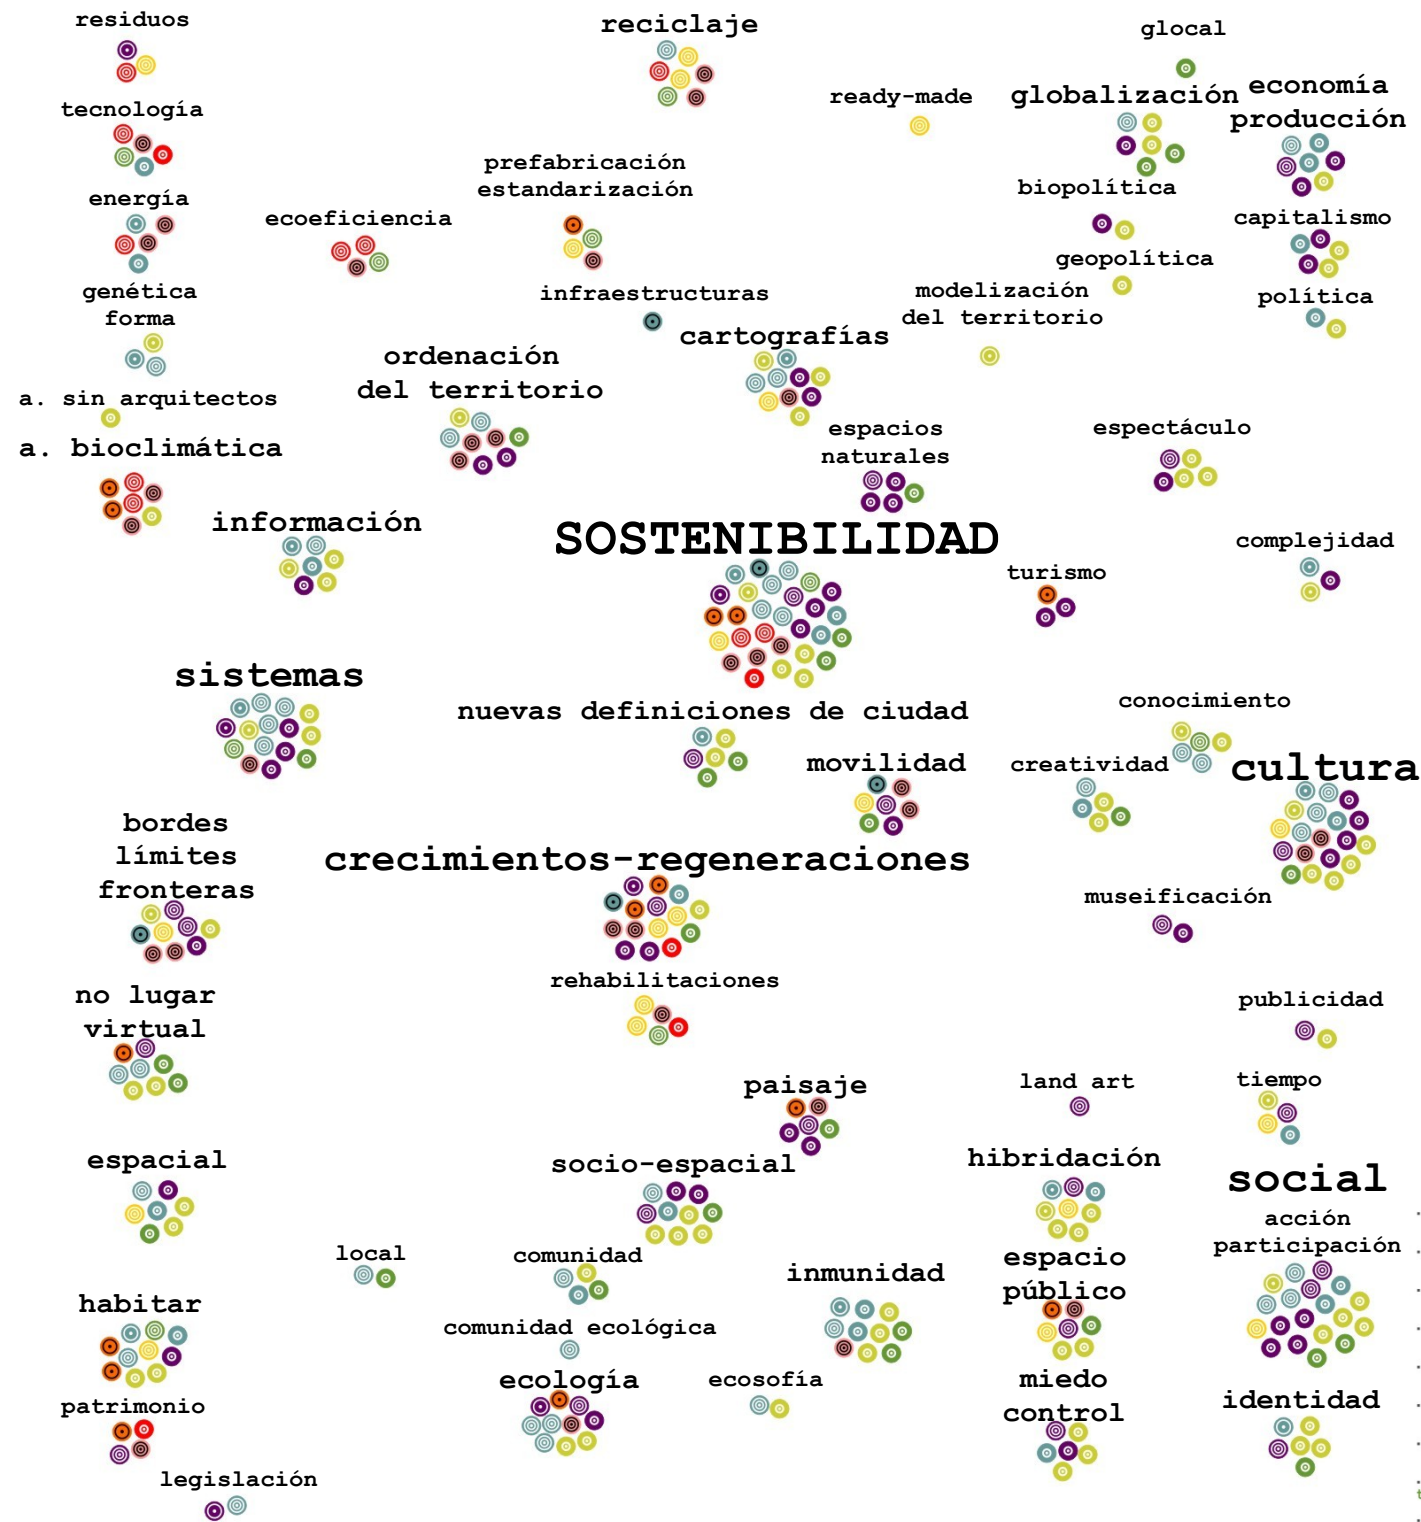 residuos
reciclaje
glocal
tecnología
ready-made
globalización
economía
producción
prefabricación
estandarización
energía
ecoeficiencia
biopolítica
capitalismo
geopolítica
genética
forma
infraestructuras
modelización
del territorio
política
cartografías
ordenación
del territorio
a. sin arquitectos
a. bioclimática
espacios
naturales
espectáculo
información
SOSTENIBILIDAD
complejidad
turismo
sistemas
nuevas definiciones de ciudad
conocimiento
movilidad
creatividad
cultura
bordes
límites
fronteras
crecimientos-regeneraciones
museificación
rehabilitaciones
no lugar
virtual
publicidad
paisaje
land art
tiempo
espacial
socio-espacial
hibridación
social
acción
participación
local
comunidad
inmunidad
espacio
público
habitar
comunidad ecológica
ecología
ecosofía
miedo
control
identidad
patrimonio
legislación